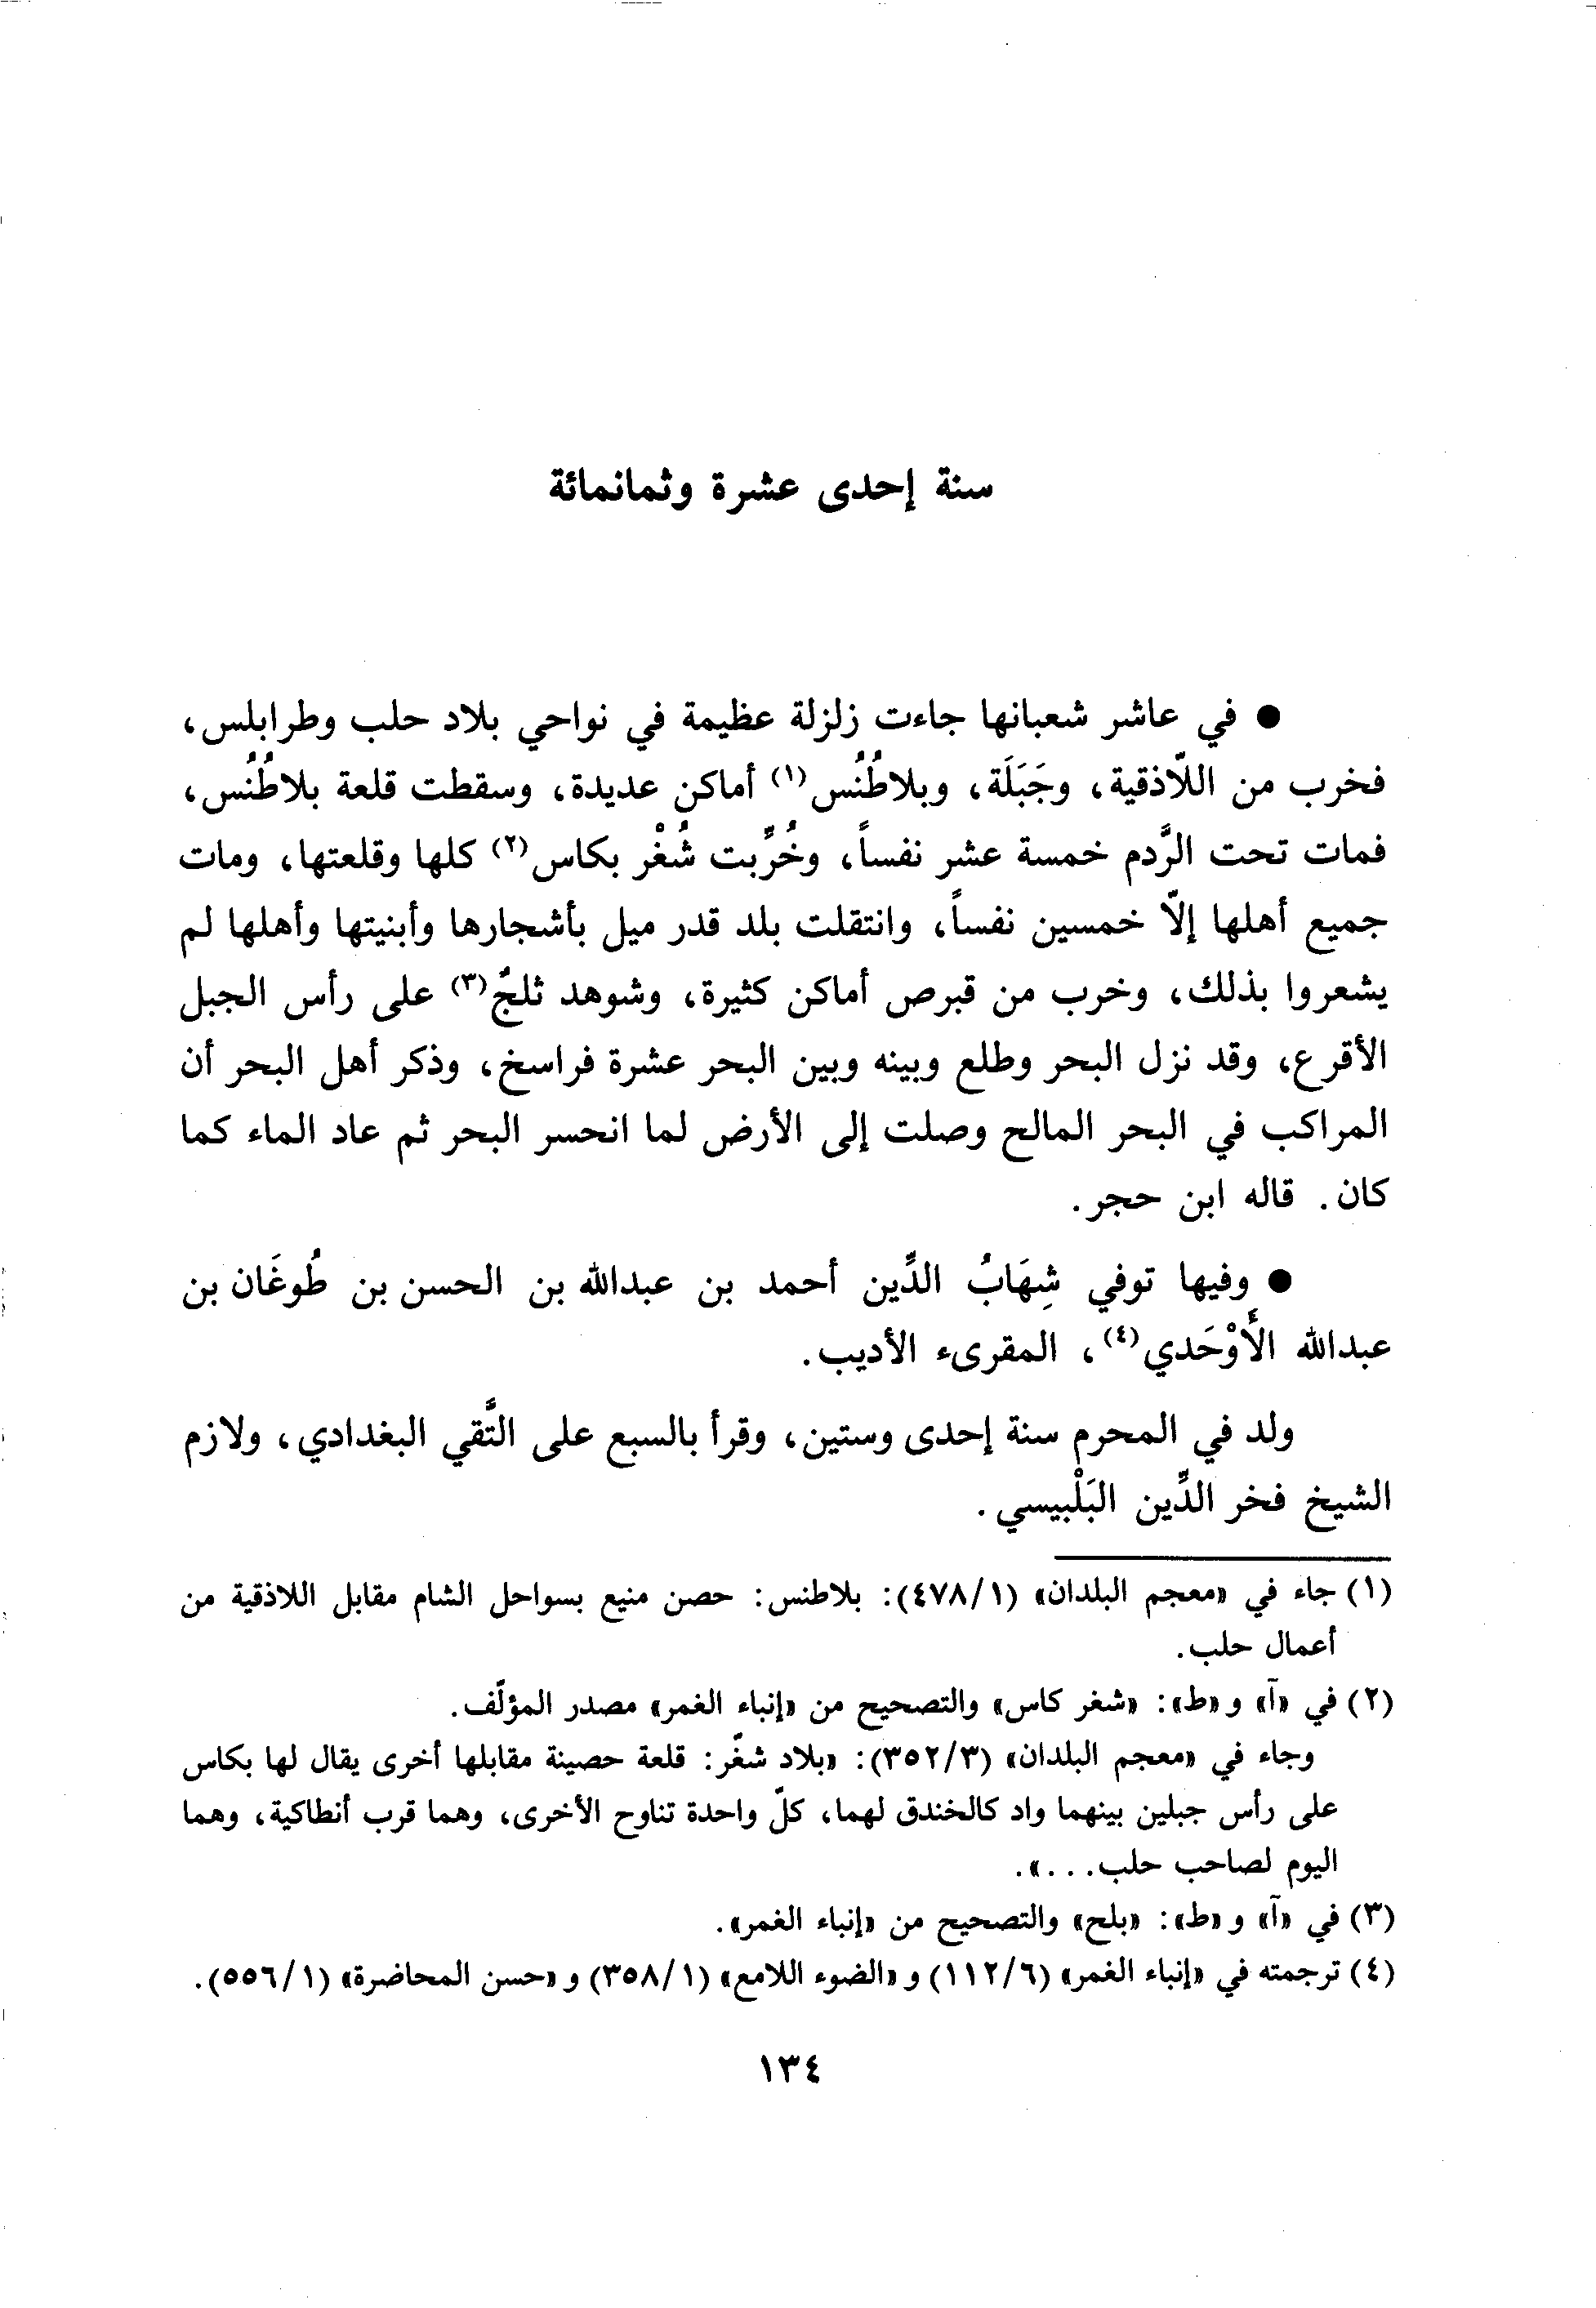 سنة إحدى عشرة وثمانمائة
● في عاشر شعبانها جاءت زلزلة عظيمة في نواحي بلاد حلب وطرابلس،
فخرب من اللّاذقية، وجَبَلَة، وبلاطُنُس(١) أماكن عديدة، وسقطت قلعة بلاطُنُس،
فمات تحت الرَّدم خمسة عشر نفساً، وخُرِّبت شُغْر بكاس(٢) كلها وقلعتها، ومات
جميع أهلها إلّا خمسين نفساً، وانتقلت بلد قدر ميل بأشجارها وأبنيتها وأهلها لم
يشعروا بذلك، وخرب من قبرص أماكن كثيرة، وشوهد ثلجٌ(٣) على رأس الجبل
الأقرع، وقد نزل البحر وطلع وبينه وبين البحر عشرة فراسخ، وذكر أهل البحر أن
المراكب في البحر المالح وصلت إلى الأرض لما انحسر البحر ثم عاد الماء كما
كان. قاله ابن حجر.
● وفيها توفي شِهَابُ الدِّين أحمد بن عبدالله بن الحسن بن طُوغَان بن
عبدالله الأَوْحَدي(٤)، المقرىء الأديب.
ولد في المحرم سنة إحدى وستين، وقرأ بالسبع على التَّقي البغدادي، ولازم
الشيخ فخر الدِّين البَلْبيسي.
(١) جاء في «معجم البلدان» (٤٧٨/١): بلاطنس: حصن منيع بسواحل الشام مقابل اللاذقية من
أعمال حلب.
(٢) في «آ» و «ط»: «شغر كاس» والتصحيح من «إنباء الغمر» مصدر المؤلّف.
وجاء في «معجم البلدان» (٣٥٢/٣): «بلاد شغْر: قلعة حصينة مقابلها أخرى يقال لها بكاس
على رأس جبلين بينهما واد كالخندق لهما، كلّ واحدة تناوح الأخرى، وهما قرب أنطاكية، وهما
اليوم لصاحب حلب...».
(٣) في «آ» و «ط»: «بلح» والتصحيح من «إنباء الغمر».
(٤) ترجمته في «إنباء الغمر» (١١٢/٦) و «الضوء اللامع» (٣٥٨/١) و «حسن المحاضرة» (٥٥٦/١).
١٣٤